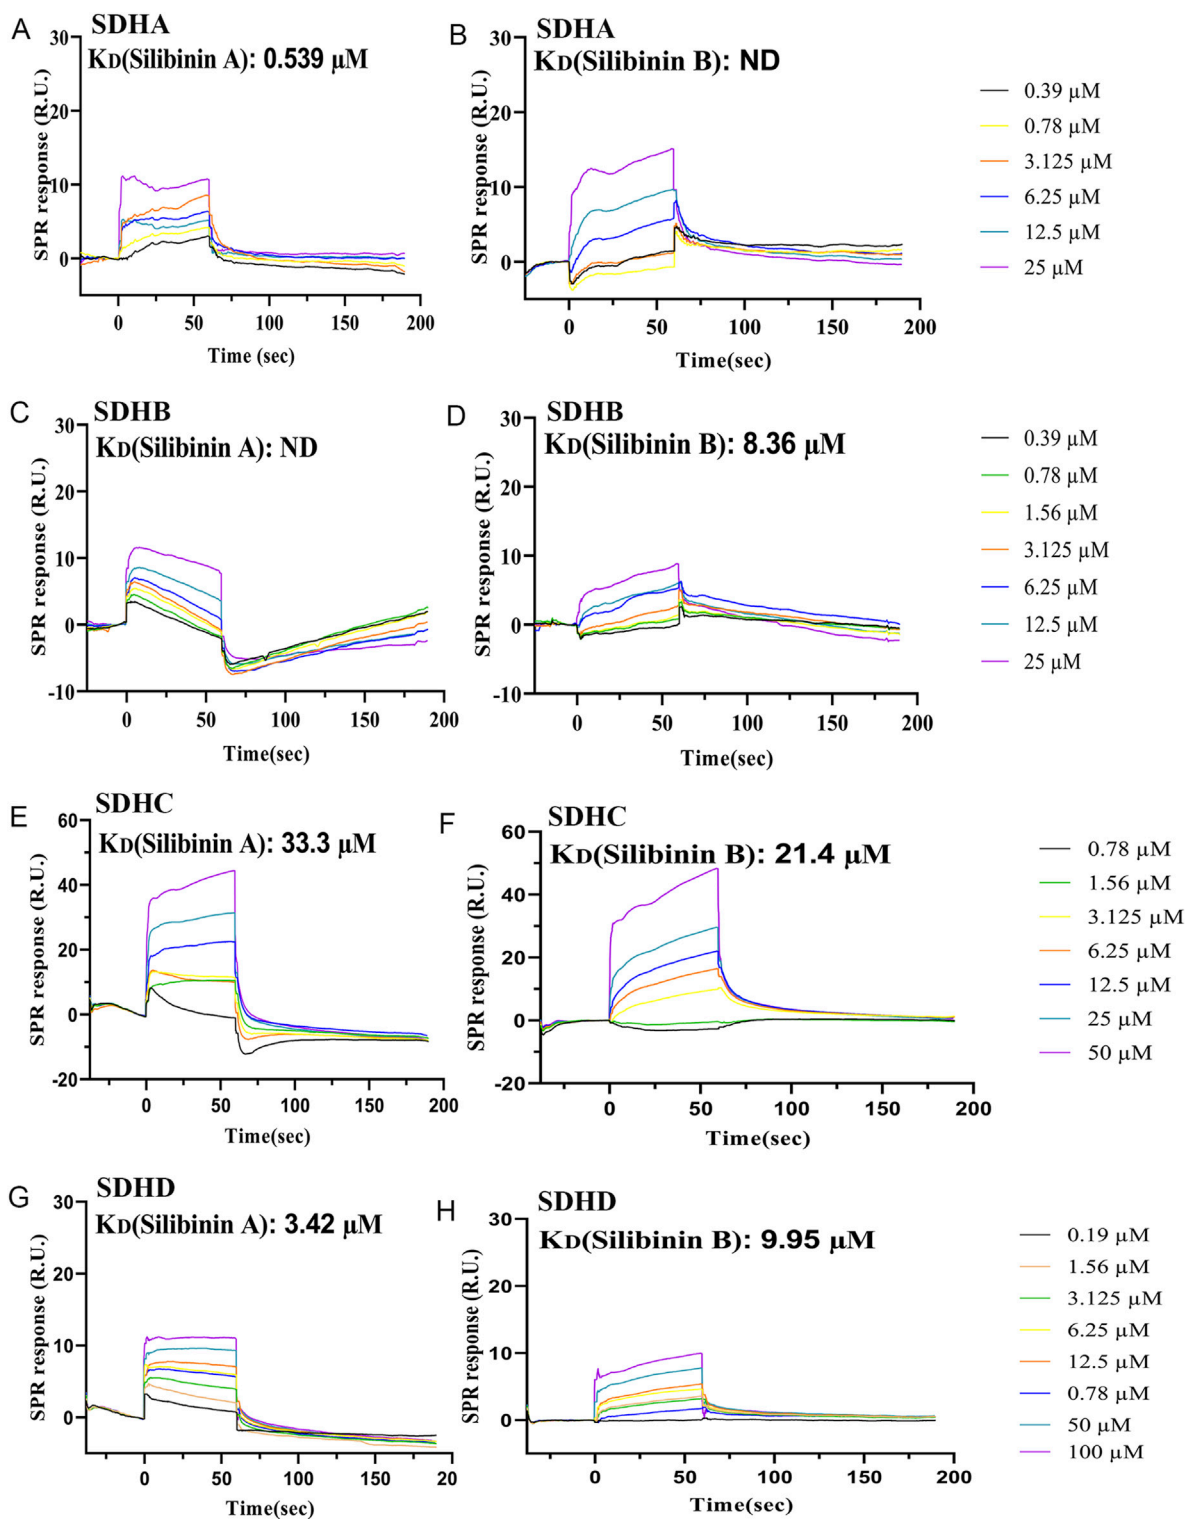 A
SDHA
KD(Silibinin A): 0.539 μM
30
20
10
0
SPR response (R.U.)
0 50 100 150 200
Time (sec)
B
SDHA
KD(Silibinin B): ND
30
20
10
0
SPR response (R.U.)
0 50 100 150 200
Time(sec)
0.39 μM
0.78 μM
3.125 μM
6.25 μM
12.5 μM
25 μM
C
SDHB
KD(Silibinin A): ND
30
20
10
0
-10
SPR response (R.U.)
0 50 100 150 200
Time(sec)
D
SDHB
KD(Silibinin B): 8.36 μM
30
20
10
0
-10
SPR response (R.U.)
0 50 100 150 200
Time(sec)
0.39 μM
0.78 μM
1.56 μM
3.125 μM
6.25 μM
12.5 μM
25 μM
E
SDHC
KD(Silibinin A): 33.3 μM
60
40
20
0
-20
SPR response (R.U.)
0 50 100 150 200
Time(sec)
F
SDHC
KD(Silibinin B): 21.4 μM
60
40
20
0
-20
SPR response (R.U.)
0 50 100 150 200
Time(sec)
0.78 μM
1.56 μM
3.125 μM
6.25 μM
12.5 μM
25 μM
50 μM
G
SDHD
KD(Silibinin A): 3.42 μM
30
20
10
0
SPR response (R.U.)
0 50 100 150 20
Time(sec)
H
SDHD
KD(Silibinin B): 9.95 μM
30
20
10
0
SPR response (R.U.)
0 50 100 150 200
Time(sec)
0.19 μM
1.56 μM
3.125 μM
6.25 μM
12.5 μM
0.78 μM
50 μM
100 μM